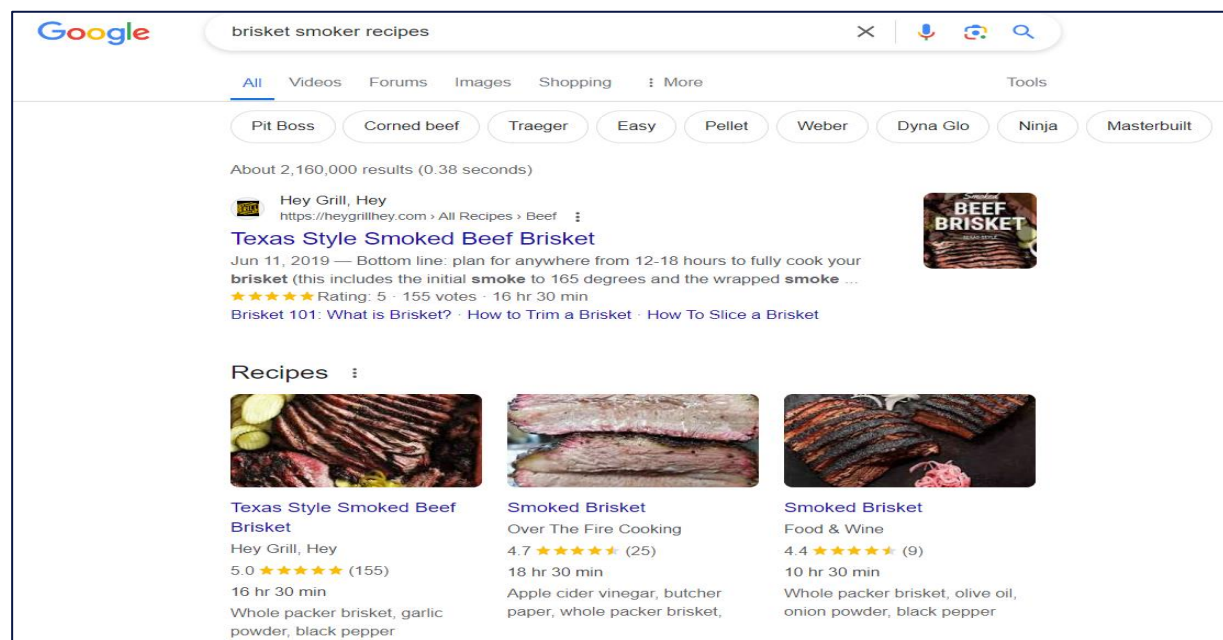 Google
brisket smoker recipes
All Videos Forums Images Shopping More Tools
Pit Boss Corned beef Traeger Easy Pellet Weber Dyna Glo Ninja Masterbuilt
About 2,160,000 results (0.38 seconds)
Hey Grill, Hey
https://heygrillhey.com › All Recipes › Beef
Texas Style Smoked Beef Brisket
Jun 11, 2019 — Bottom line: plan for anywhere from 12-18 hours to fully cook your
brisket (this includes the initial smoke to 165 degrees and the wrapped smoke ...
Rating: 5 · 155 votes · 16 hr 30 min
Brisket 101: What is Brisket? · How to Trim a Brisket · How To Slice a Brisket
Smoked
BEEF
BRISKET
TEXAS STYLE
Recipes
Texas Style Smoked Beef
Brisket
Hey Grill, Hey
5.0 (155)
16 hr 30 min
Whole packer brisket, garlic
powder, black pepper
Smoked Brisket
Over The Fire Cooking
4.7 (25)
18 hr 30 min
Apple cider vinegar, butcher
paper, whole packer brisket,
Smoked Brisket
Food & Wine
4.4 (9)
10 hr 30 min
Whole packer brisket, olive oil,
onion powder, black pepper